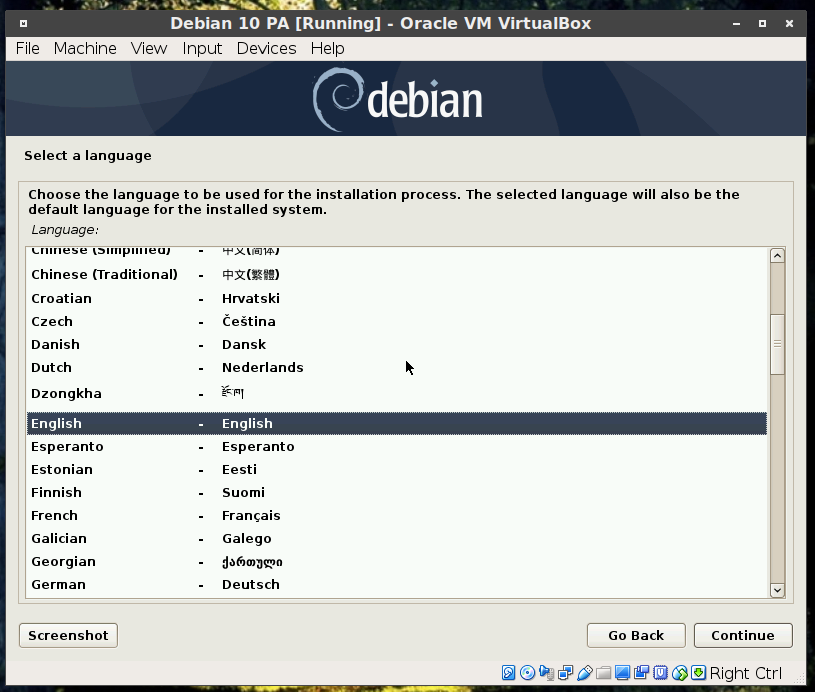 Debian 10 PA [Running] - Oracle VM VirtualBox
File Machine View Input Devices Help
debian
Select a language
Choose the language to be used for the installation process. The selected language will also be the
default language for the installed system.
Language:
Chinese (Simplified) - 中文(简体)
Chinese (Traditional) - 中文(繁體)
Croatian - Hrvatski
Czech - Čeština
Danish - Dansk
Dutch - Nederlands
Dzongkha - རྫོང་ཁ།
English - English
Esperanto - Esperanto
Estonian - Eesti
Finnish - Suomi
French - Français
Galician - Galego
Georgian - ქართული
German - Deutsch
Screenshot Go Back Continue
Right Ctrl